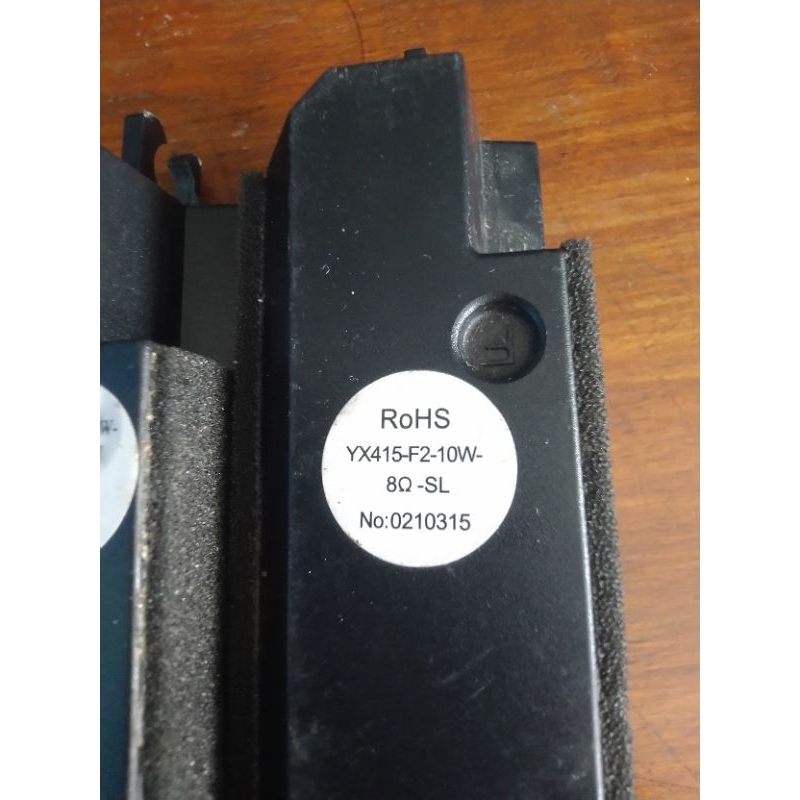 RoHS
YX415-F2-10W-
8Ω -SL
No:0210315